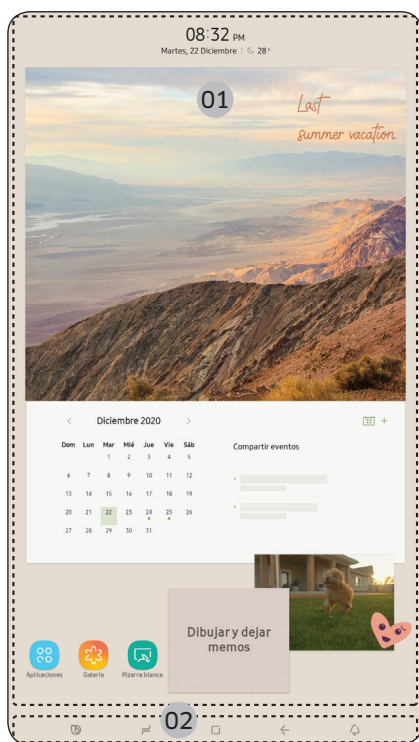 08:32 PM
Martes, 22 Diciembre | 28°
01
Last
summer vacation
< Diciembre 2020 >
22 +
Dom Lun Mar Mié Jue Vie Sáb
Compartir eventos
1 2 3 4 5
6 7 8 9 10 11 12
13 14 15 16 17 18 19
20 21 22 23 24 25 26
27 28 29 30 31
Dibujar y dejar
memos
Aplicaciones Galería Pizarra blanca
02